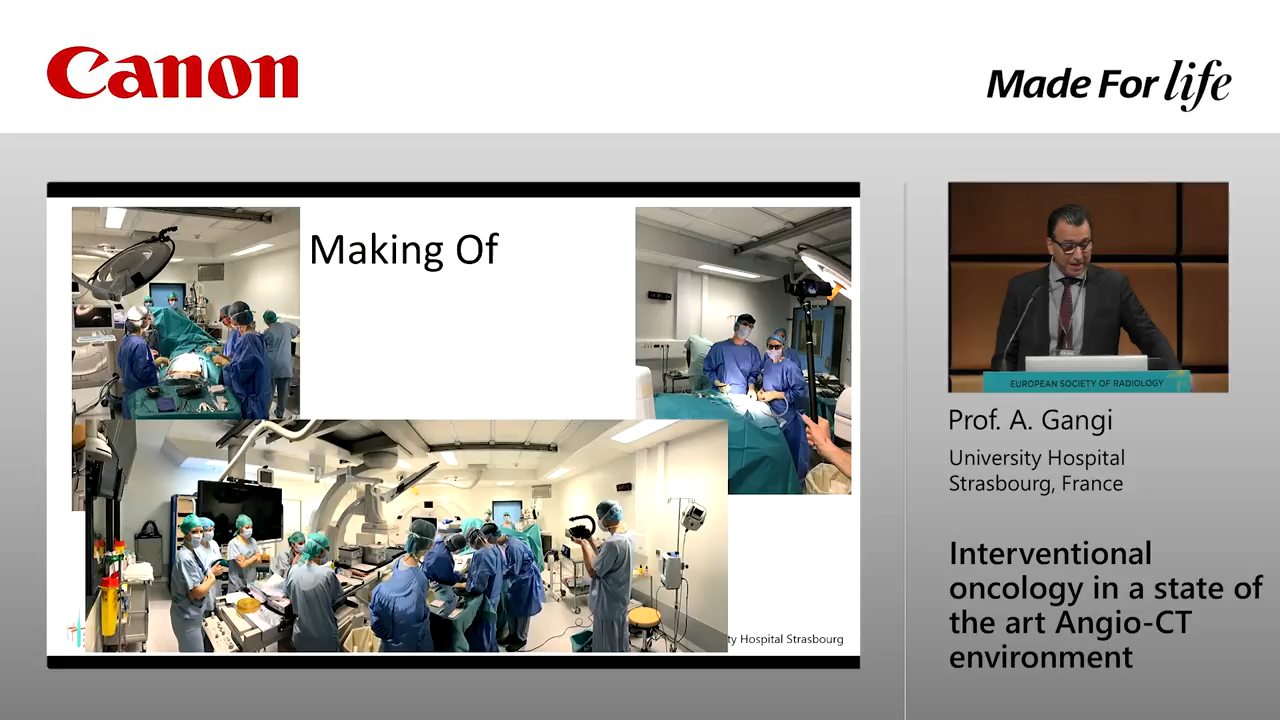 Canon
Made For life
Making Of
ty Hospital Strasbourg
EUROPEAN SOCIETY OF RADIOLOGY
Prof. A. Gangi
University Hospital
Strasbourg, France
Interventional
oncology in a state of
the art Angio-CT
environment